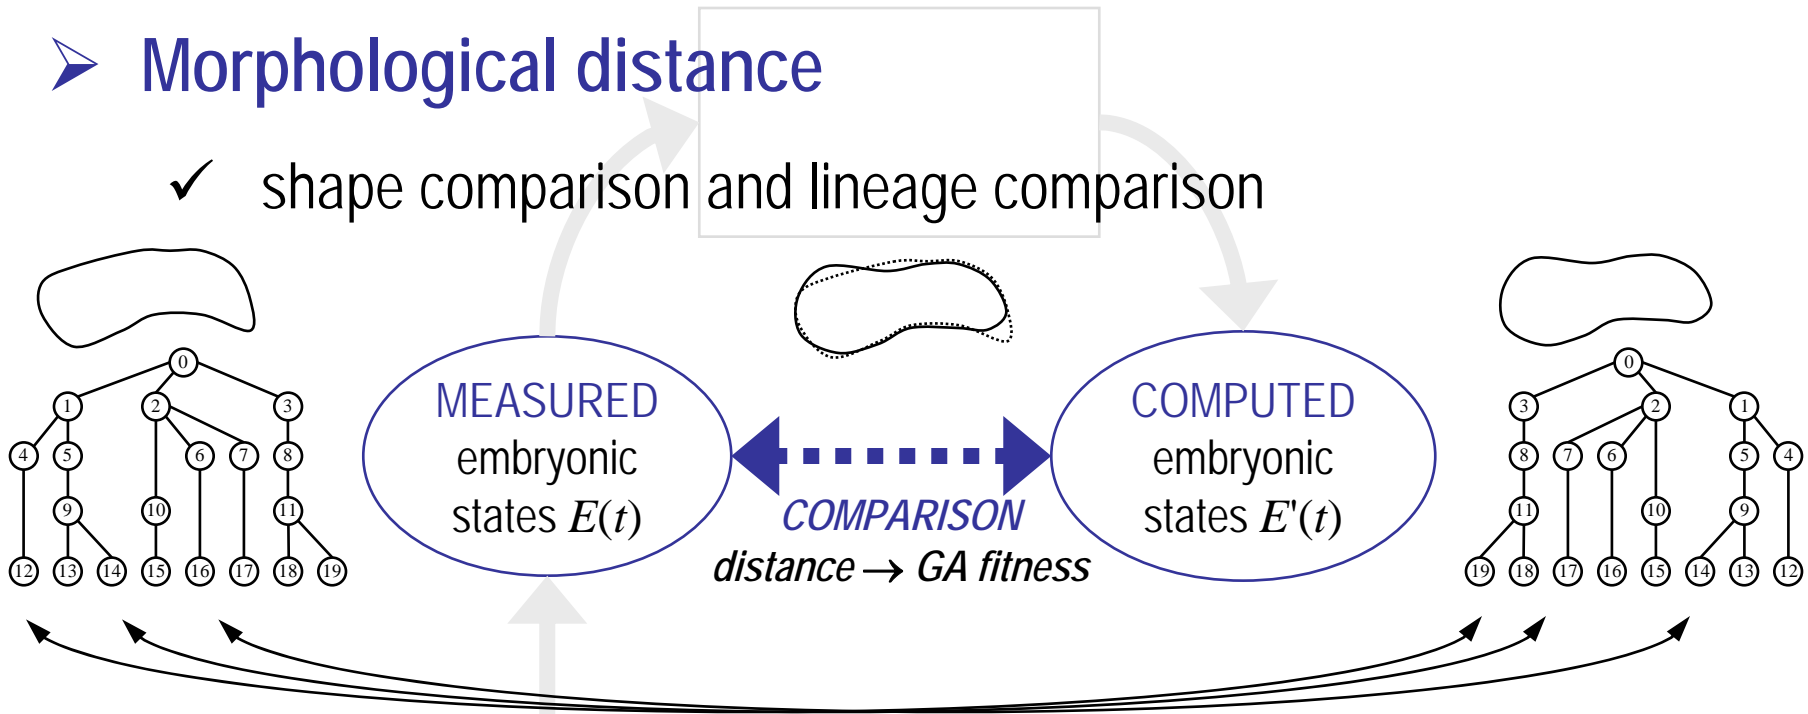 ➢ Morphological distance
✓ shape comparison and lineage comparison
0
1 2 3
4 5 6 7 8
9 10 11
12 13 14 15 16 17 18 19
MEASURED
embryonic
states E(t)
COMPARISON
distance → GA fitness
COMPUTED
embryonic
states E'(t)
0
3 2 1
8 7 6 5 4
11 10 9
19 18 17 16 15 14 13 12